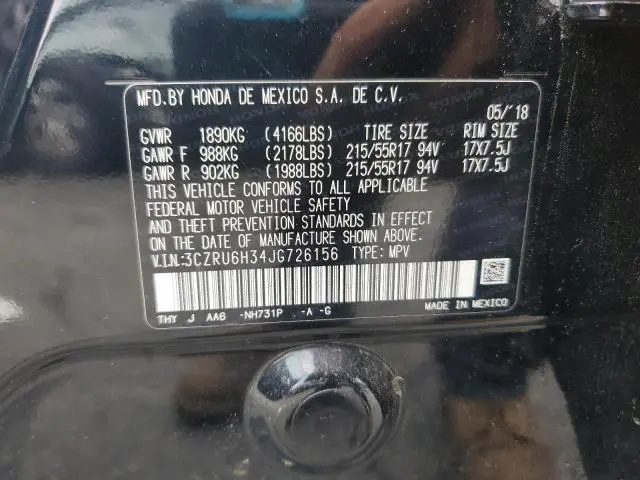 MFD.BY HONDA DE MEXICO S.A. DE C.V.
05/'18
GVWR 1890KG (4166LBS) TIRE SIZE RIM SIZE
GAWR F 988KG (2178LBS) 215/55R17 94V 17X7.5J
GAWR R 902KG (1988LBS) 215/55R17 94V 17X7.5J
THIS VEHICLE CONFORMS TO ALL APPLICABLE
FEDERAL MOTOR VEHICLE SAFETY
AND THEFT PREVENTION STANDARDS IN EFFECT
ON THE DATE OF MANUFACTURE SHOWN ABOVE.
V.I.N:3CZRU6H34JG726156 TYPE: MPV
MADE IN MEXICO
THY J AA6 -NH731P -A -G